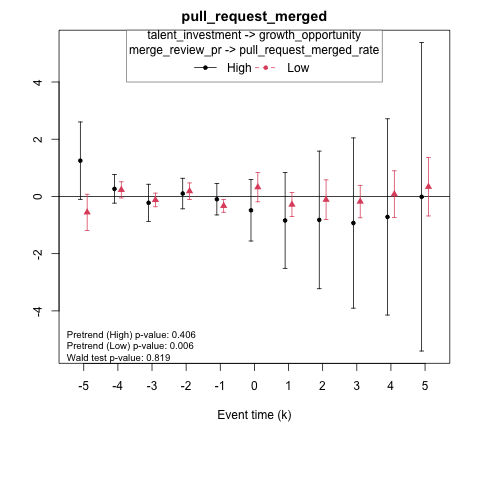 pull_request_merged
talent_investment -> growth_opportunity
merge_review_pr -> pull_request_merged_rate
High Low
4
2
0
-2
-4
Pretrend (High) p-value: 0.406
Pretrend (Low) p-value: 0.006
Wald test p-value: 0.819
-5 -4 -3 -2 -1 0 1 2 3 4 5
Event time (k)